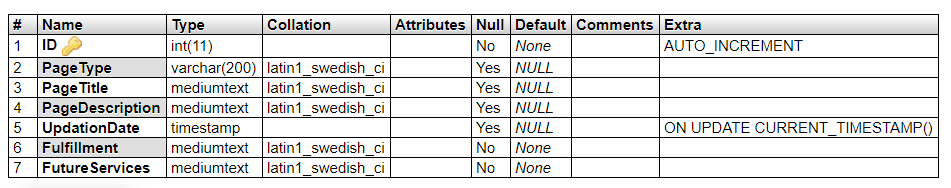 # Name Type Collation Attributes Null Default Comments Extra
1 ID int(11) No None AUTO_INCREMENT
2 PageType varchar(200) latin1_swedish_ci Yes NULL
3 PageTitle mediumtext latin1_swedish_ci Yes NULL
4 PageDescription mediumtext latin1_swedish_ci Yes NULL
5 UpdationDate timestamp Yes NULL ON UPDATE CURRENT_TIMESTAMP()
6 Fulfillment mediumtext latin1_swedish_ci No None
7 FutureServices mediumtext latin1_swedish_ci No None